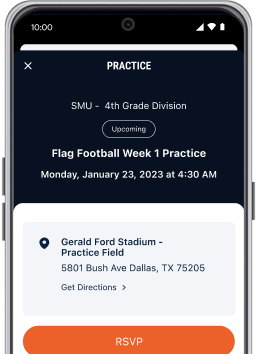 10:00
PRACTICE
SMU - 4th Grade Division
Upcoming
Flag Football Week 1 Practice
Monday, January 23, 2023 at 4:30 AM
Gerald Ford Stadium -
Practice Field
5801 Bush Ave Dallas, TX 75205
Get Directions >
RSVP